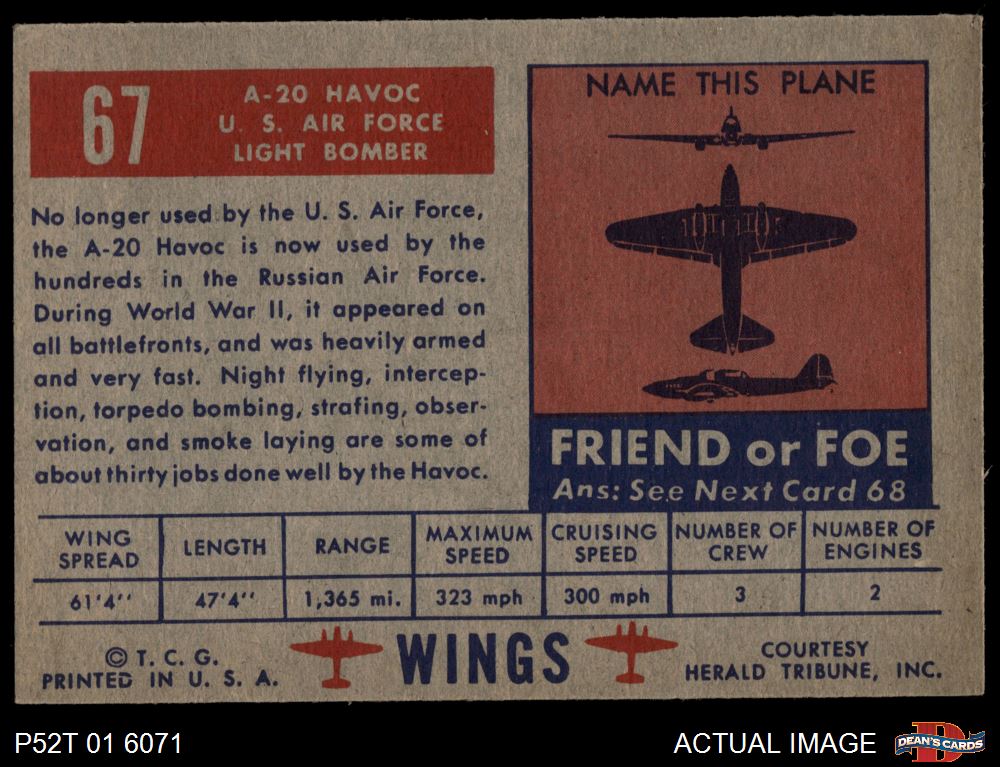 67
A-20 HAVOC
U. S. AIR FORCE
LIGHT BOMBER
No longer used by the U. S. Air Force,
the A-20 Havoc is now used by the
hundreds in the Russian Air Force.
During World War II, it appeared on
all battlefronts, and was heavily armed
and very fast. Night flying, intercep-
tion, torpedo bombing, strafing, obser-
vation, and smoke laying are some of
about thirty jobs done well by the Havoc.
NAME THIS PLANE
FRIEND or FOE
Ans: See Next Card 68
WING SPREAD LENGTH RANGE MAXIMUM SPEED CRUISING SPEED NUMBER OF CREW NUMBER OF ENGINES
61'4'' 47'4'' 1,365 mi. 323 mph 300 mph 3 2
© T. C. G.
PRINTED IN U. S. A.
WINGS
COURTESY
HERALD TRIBUNE, INC.
P52T 01 6071
ACTUAL IMAGE
D
DEAN'S CARDS